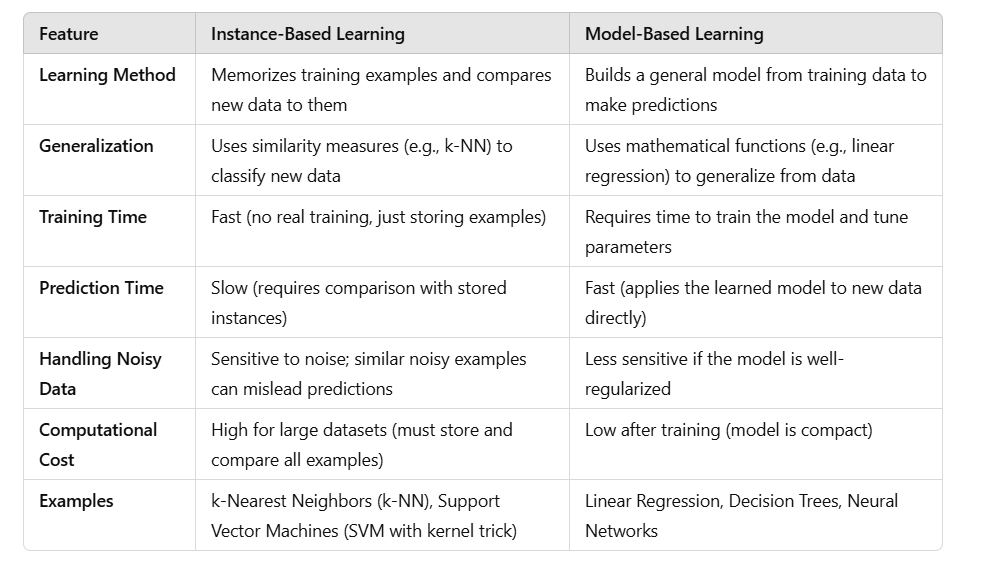 Feature Instance-Based Learning Model-Based Learning
Learning Method Memorizes training examples and compares Builds a general model from training data to
new data to them make predictions
Generalization Uses similarity measures (e.g., k-NN) to Uses mathematical functions (e.g., linear
classify new data regression) to generalize from data
Training Time Fast (no real training, just storing examples) Requires time to train the model and tune
parameters
Prediction Time Slow (requires comparison with stored Fast (applies the learned model to new data
instances) directly)
Handling Noisy Sensitive to noise; similar noisy examples Less sensitive if the model is well-
Data can mislead predictions regularized
Computational High for large datasets (must store and Low after training (model is compact)
Cost compare all examples)
Examples k-Nearest Neighbors (k-NN), Support Linear Regression, Decision Trees, Neural
Vector Machines (SVM with kernel trick) Networks